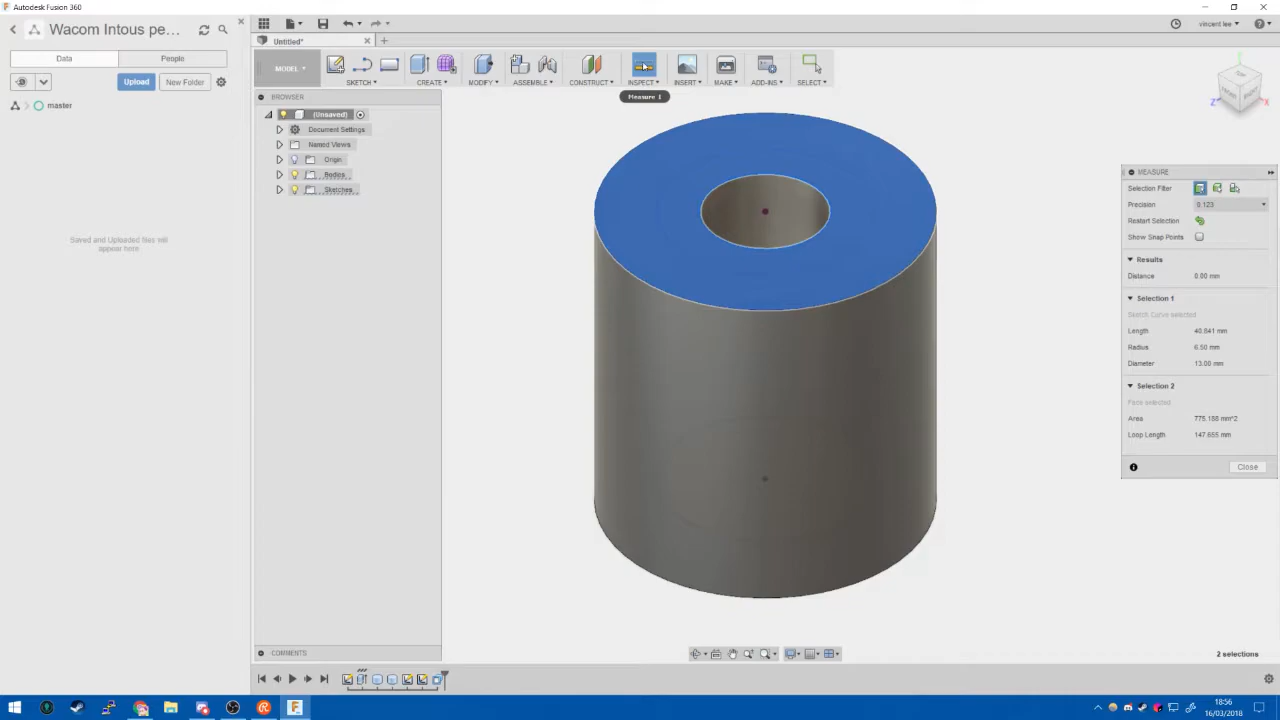 Autodesk Fusion 360
Wacom Intous pe...
Data
People
Upload
New Folder
master
Saved and Uploaded files will
appear here
vincent lee
Untitled*
MODEL
SKETCH
CREATE
MODIFY
ASSEMBLE
CONSTRUCT
INSPECT
INSERT
MAKE
ADD-INS
SELECT
Measure I
BROWSER
(Unsaved)
Document Settings
Named Views
Origin
Bodies
Sketches
FRONT
RIGHT
Z
X
MEASURE
Selection Filter
Precision 0.123
Restart Selection
Show Snap Points
Results
Distance 0.00 mm
Selection 1
Sketch Curve selected
Length 40.841 mm
Radius 6.50 mm
Diameter 13.00 mm
Selection 2
Face selected
Area 775.188 mm^2
Loop Length 147.655 mm
Close
COMMENTS
2 selections
18:56
16/03/2018